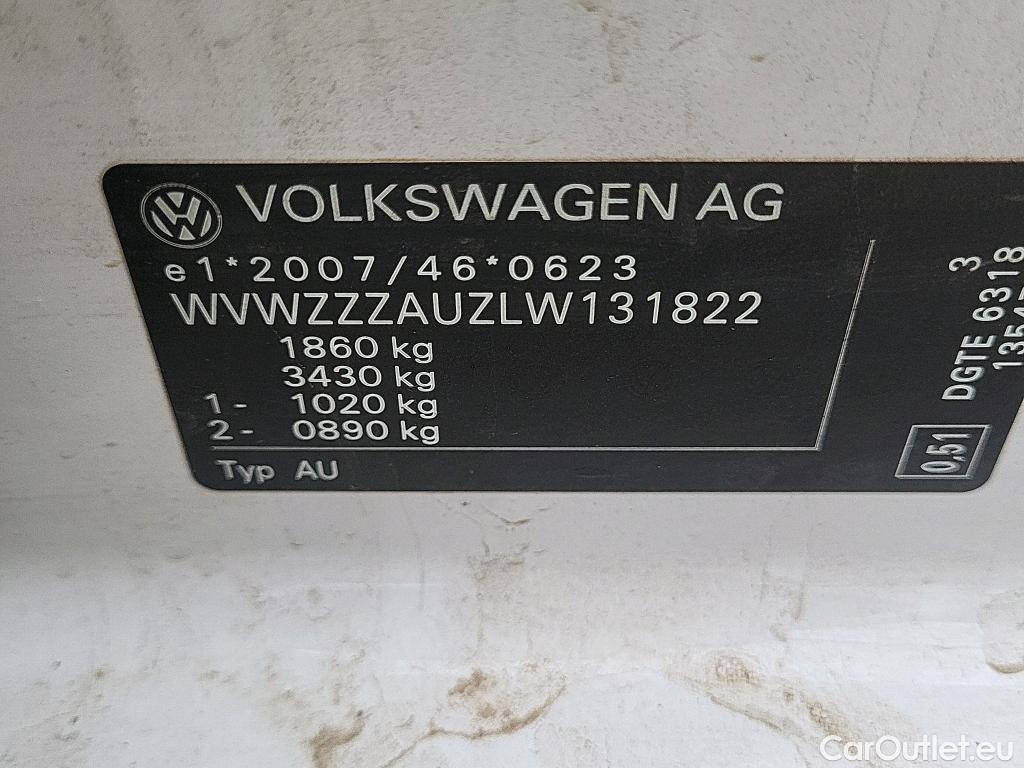 VOLKSWAGEN AG
e1*2007/46*0623
WVWZZZAUZLW131822
1860 kg
3430 kg
1- 1020 kg
2- 0890 kg
Typ AU
3
DGTE 6318
0,51
CarOutlet.eu